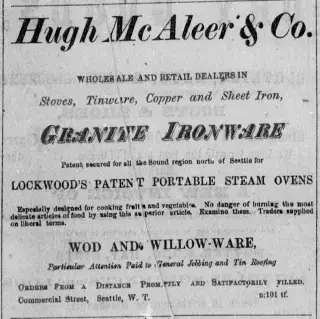 Hugh McAleer & Co.
WHOLESALE AND RETAIL DEALERS IN
Stoves, Tinware, Copper and Sheet Iron,
GRANITE IRONWARE
Patent secured for all the Sound region north of Seattle for
LOCKWOOD'S PATENT PORTABLE STEAM OVENS
Especially designed for cooking fruits and vegetables. No danger of burning the most
delicate articles of food by using this superior article. Examine them. Traders supplied
on liberal terms.
WOD AND WILLOW-WARE,
Particular Attention Paid to General Jobbing and Tin Roofing
ORDERS FROM A DISTANCE PROMPTLY AND SATISFACTORILY FILLED.
Commercial Street, Seattle, W. T. n:101 tf.